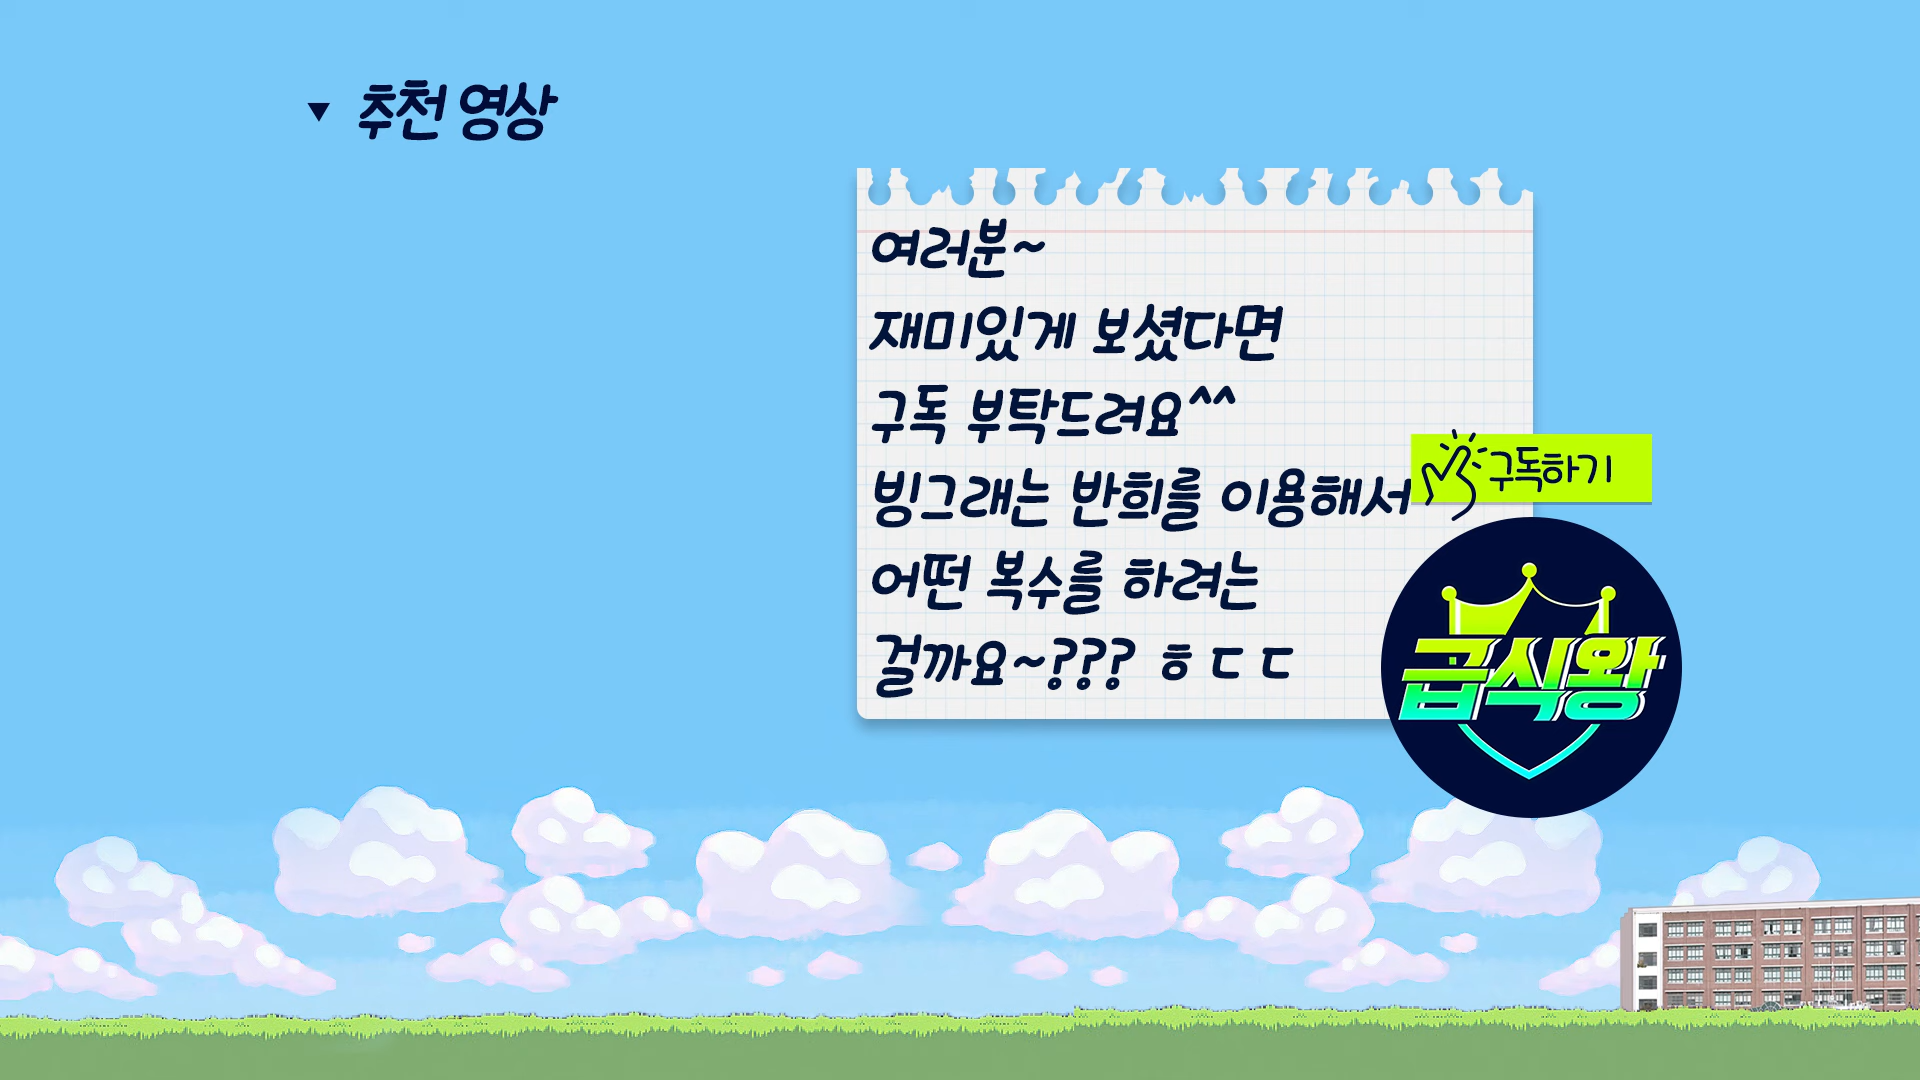 ▼ 추천 영상
여러분~
재미있게 보셨다면
구독 부탁드려요^^
빙그래는 반희를 이용해서
어떤 복수를 하려는
걸까요~??? ㅎㄷㄷ
구독하기
급식왕